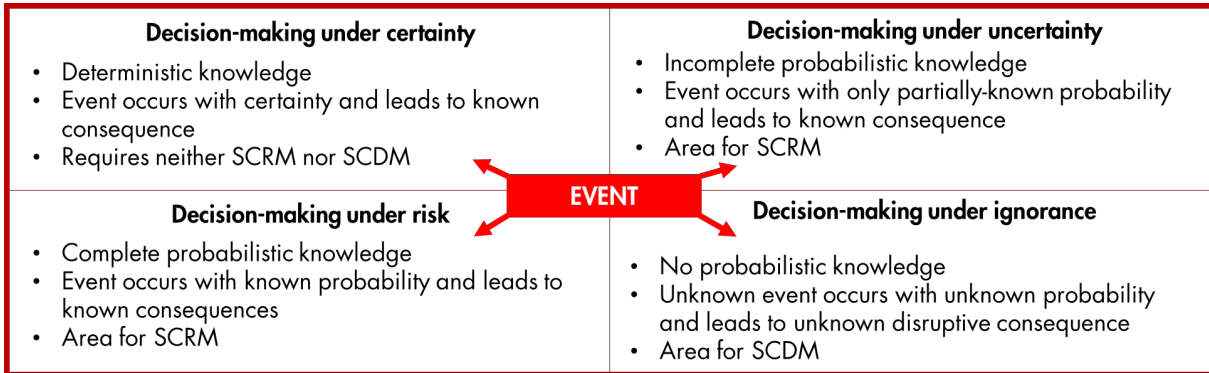 Decision-making under certainty
• Deterministic knowledge
• Event occurs with certainty and leads to known
consequence
• Requires neither SCRM nor SCDM
Decision-making under uncertainty
• Incomplete probabilistic knowledge
• Event occurs with only partially-known probability
and leads to known consequence
• Area for SCRM
EVENT
Decision-making under risk
• Complete probabilistic knowledge
• Event occurs with known probability and leads to
known consequences
• Area for SCRM
Decision-making under ignorance
• No probabilistic knowledge
• Unknown event occurs with unknown probability
and leads to unknown disruptive consequence
• Area for SCDM